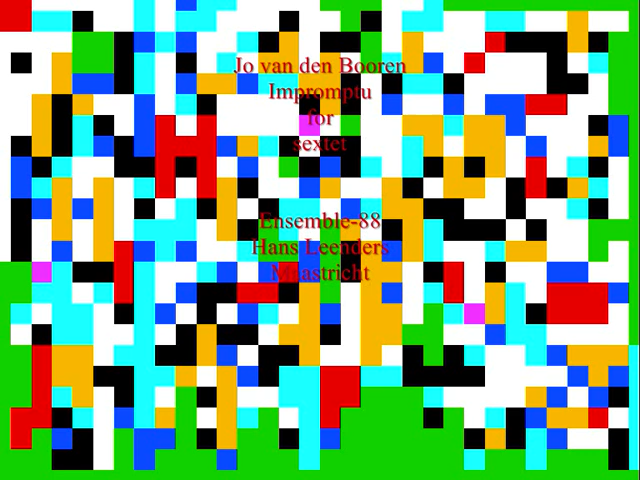 Jo van den Booren
Impromptu
for
sextet
Ensemble-88
Hans Leenders
Maastricht